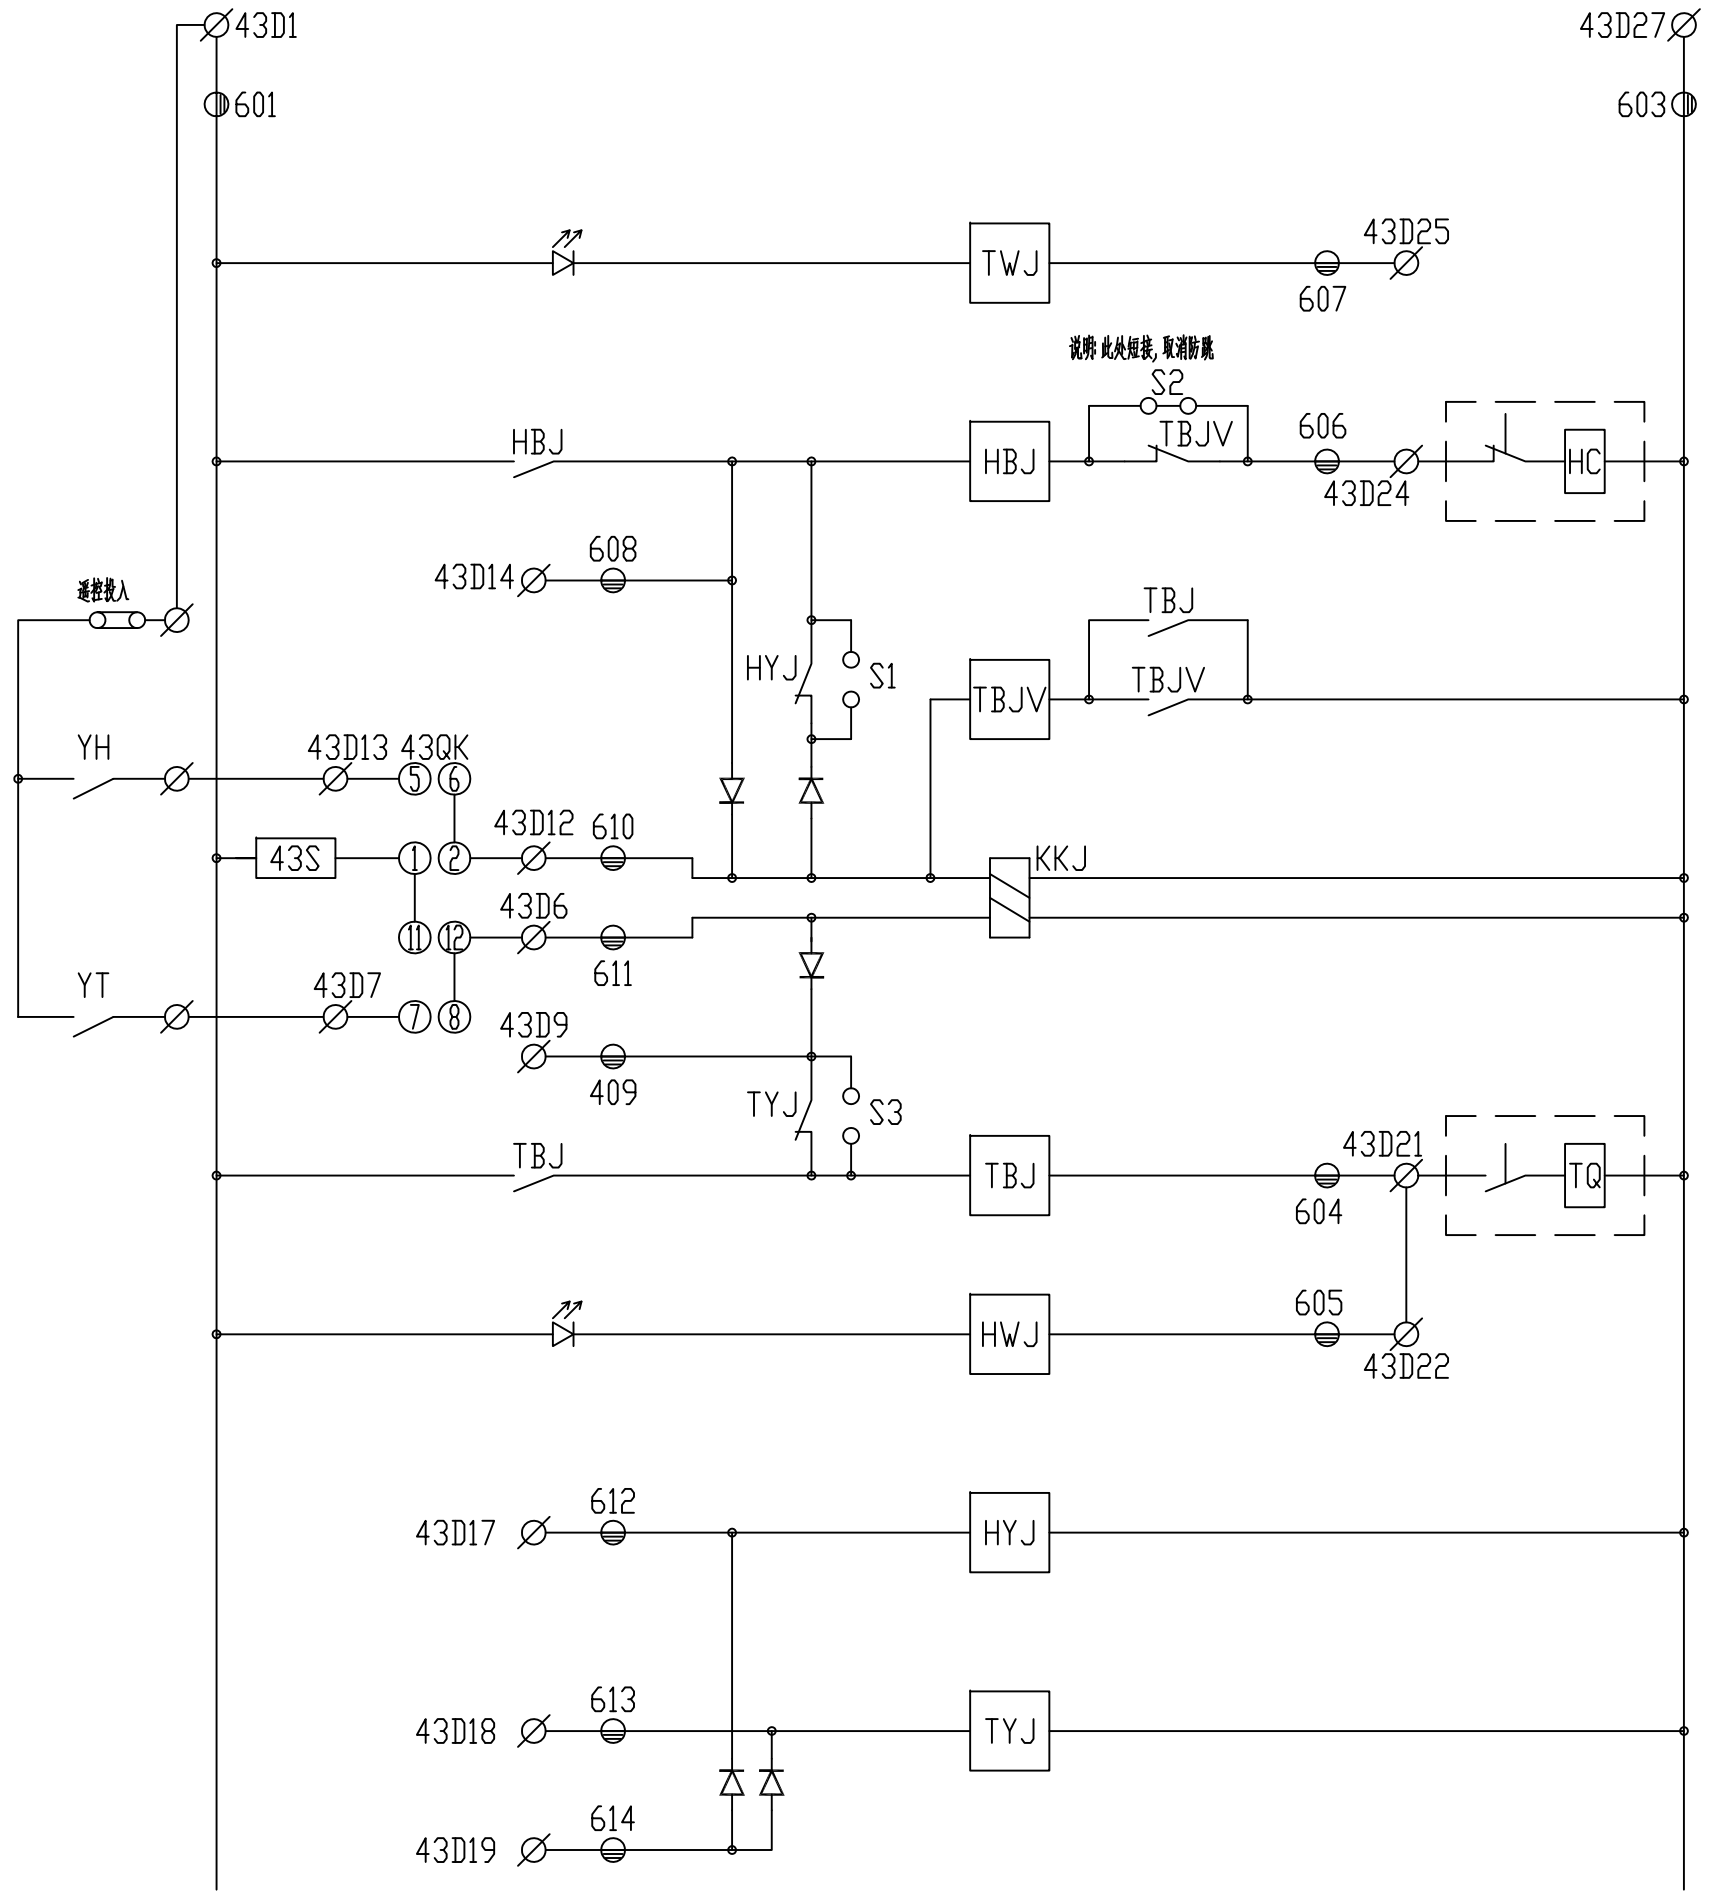 43D1
43D27
601
603
43D25
TWJ
607
说明:此处短接,取消防跳
S2
606
HBJ
TBJV
HBJ
HC
43D24
608
43D14
遥控投入
TBJ
HYJ
S1
TBJV
TBJV
YH
43D13
43QK
5
6
43D12
610
43S
1
2
KKJ
43D6
11
12
611
YT
43D7
7
8
43D9
409
TYJ
S3
43D21
TBJ
TBJ
TQ
604
605
HWJ
43D22
612
43D17
HYJ
613
43D18
TYJ
614
43D19